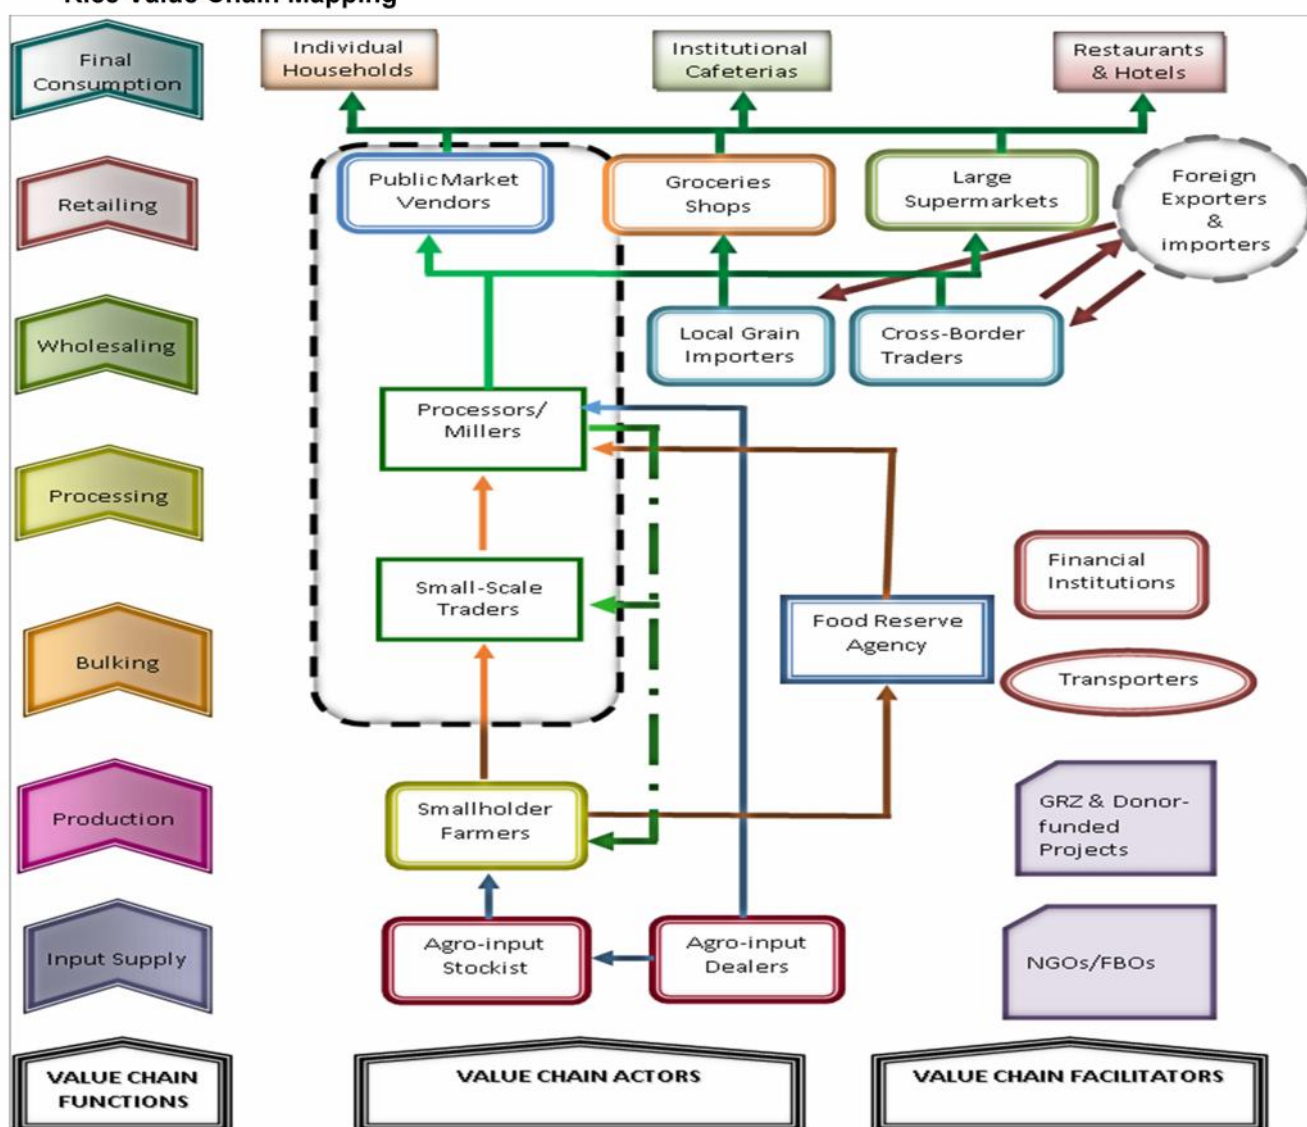 Rice Value Chain Mapping
Final
Consumption
Individual
Households
Institutional
Cafeterias
Restaurants
& Hotels
Retailing
Public Market
Vendors
Groceries
Shops
Large
Supermarkets
Foreign
Exporters
&
importers
Wholesaling
Local Grain
Importers
Cross-Border
Traders
Processors/
Millers
Processing
Small-Scale
Traders
Financial
Institutions
Food Reserve
Agency
Bulking
Transporters
Production
Smallholder
Farmers
GRZ & Donor-
funded
Projects
Input Supply
Agro-input
Stockist
Agro-input
Dealers
NGOs/FBOs
VALUE CHAIN
FUNCTIONS
VALUE CHAIN ACTORS
VALUE CHAIN FACILITATORS